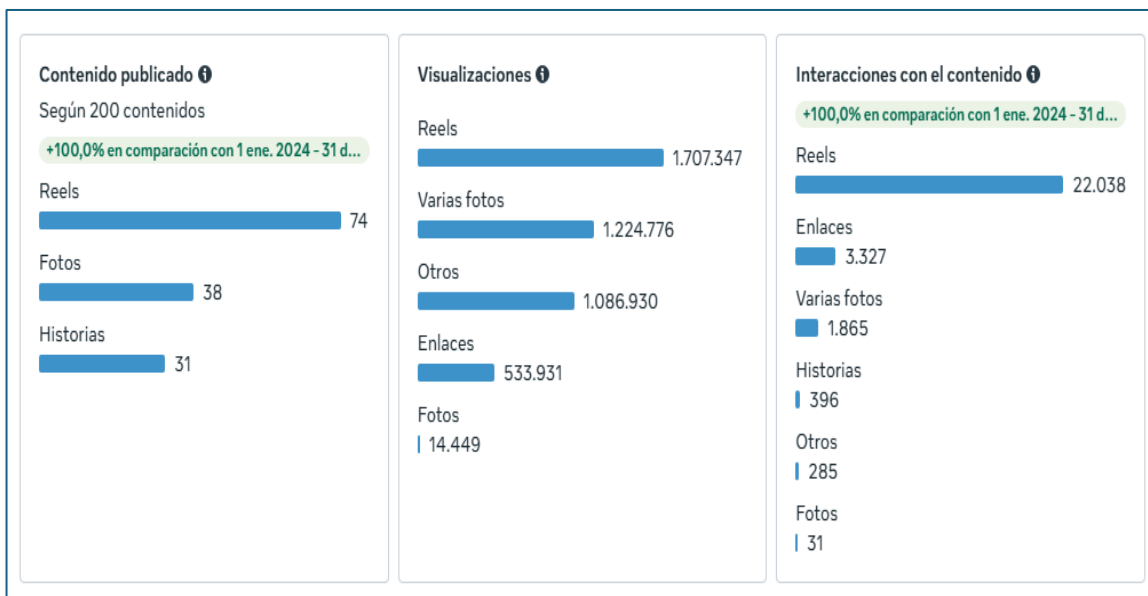 Contenido publicado
Según 200 contenidos
+100,0% en comparación con 1 ene. 2024 - 31 d...
Reels
74
Fotos
38
Historias
31
Visualizaciones
Reels
1.707.347
Varias fotos
1.224.776
Otros
1.086.930
Enlaces
533.931
Fotos
14.449
Interacciones con el contenido
+100,0% en comparación con 1 ene. 2024 - 31 d...
Reels
22.038
Enlaces
3.327
Varias fotos
1.865
Historias
396
Otros
285
Fotos
31